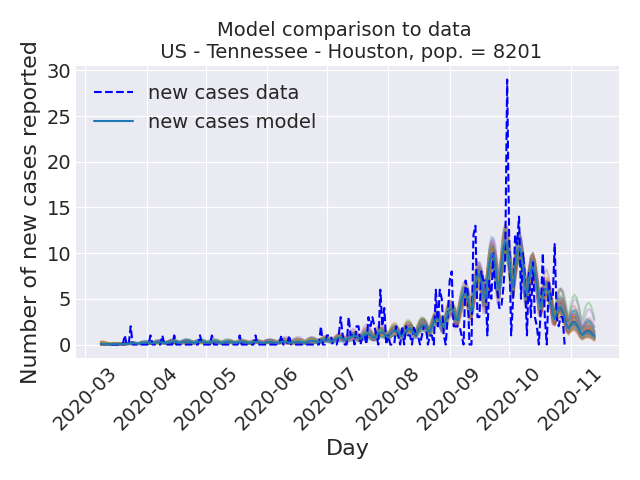 Model comparison to data
US - Tennessee - Houston, pop. = 8201
Number of new cases reported
30
25
20
15
10
5
0
new cases data
new cases model
2020-03
2020-04
2020-05
2020-06
2020-07
2020-08
2020-09
2020-10
2020-11
Day